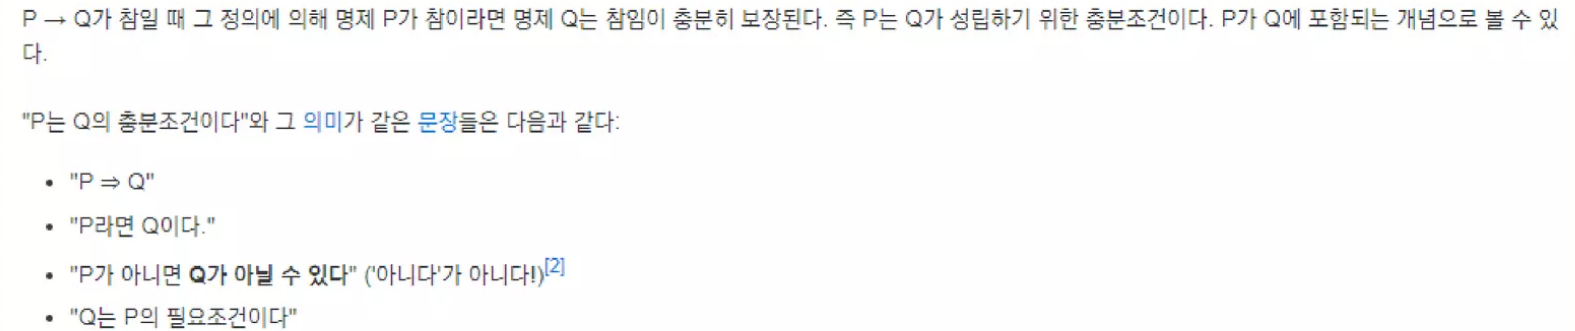 P → Q가 참일 때 그 정의에 의해 명제 P가 참이라면 명제 Q는 참임이 충분히 보장된다. 즉 P는 Q가 성립하기 위한 충분조건이다. P가 Q에 포함되는 개념으로 볼 수 있
다.
"P는 Q의 충분조건이다"와 그 의미가 같은 문장들은 다음과 같다:
• "P ⇒ Q"
• "P라면 Q이다."
• "P가 아니면 Q가 아닐 수 있다" ('아니다'가 아니다!)[2]
• "Q는 P의 필요조건이다"